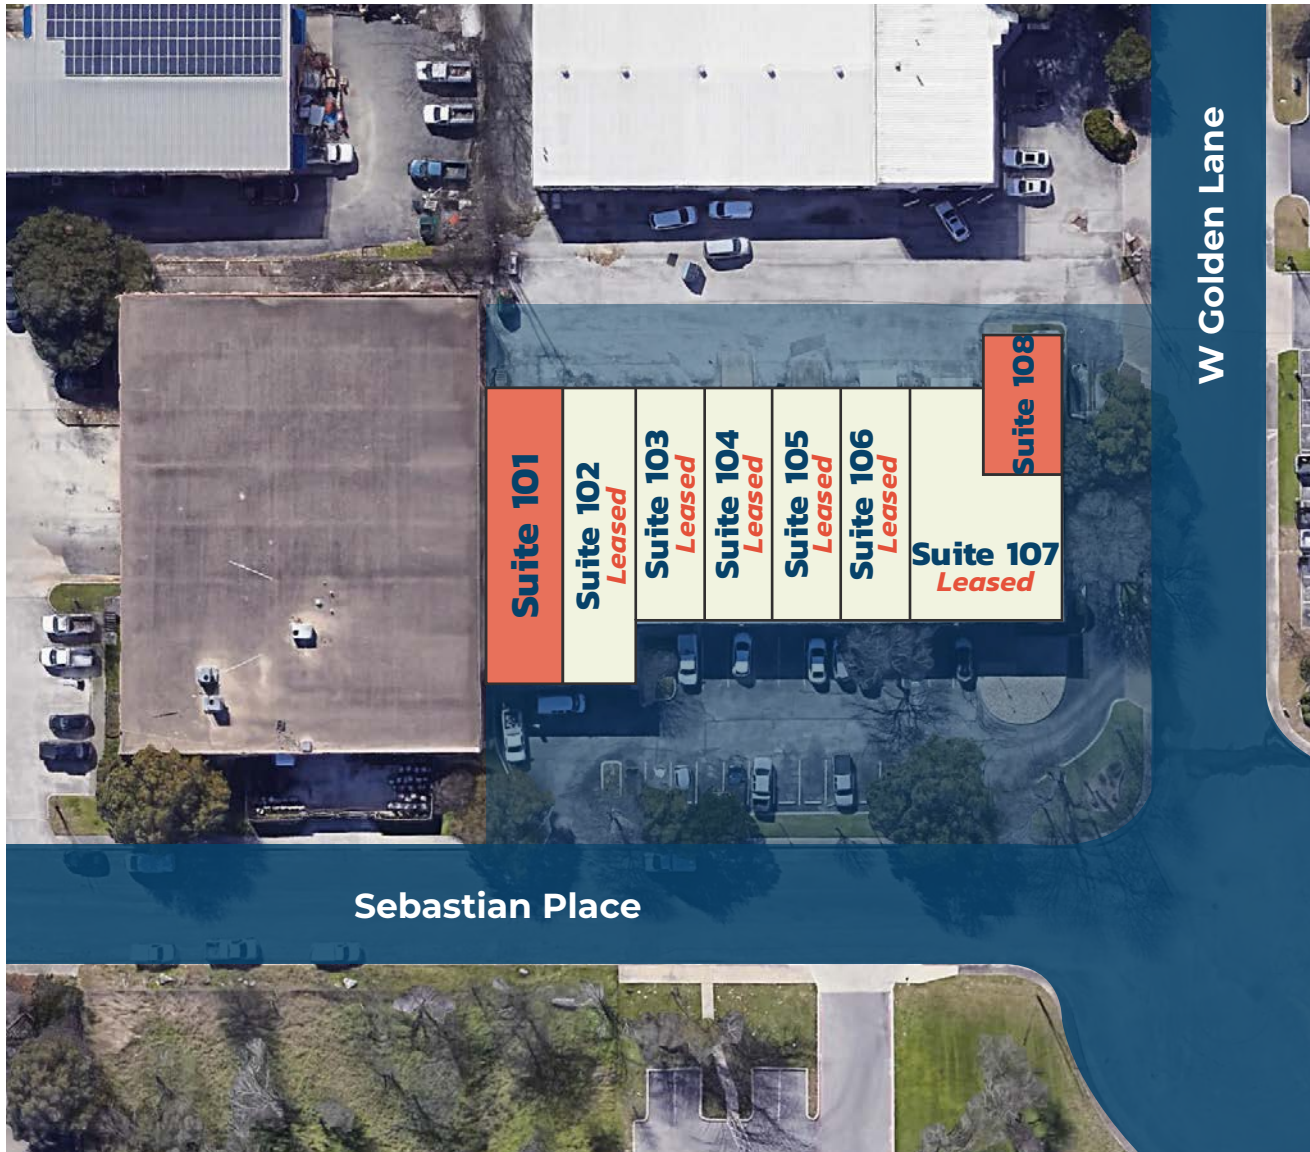 W Golden Lane
Suite 101
Suite 102
Leased
Suite 103
Leased
Suite 104
Leased
Suite 105
Leased
Suite 106
Leased
Suite 107
Leased
Suite 108
Sebastian Place